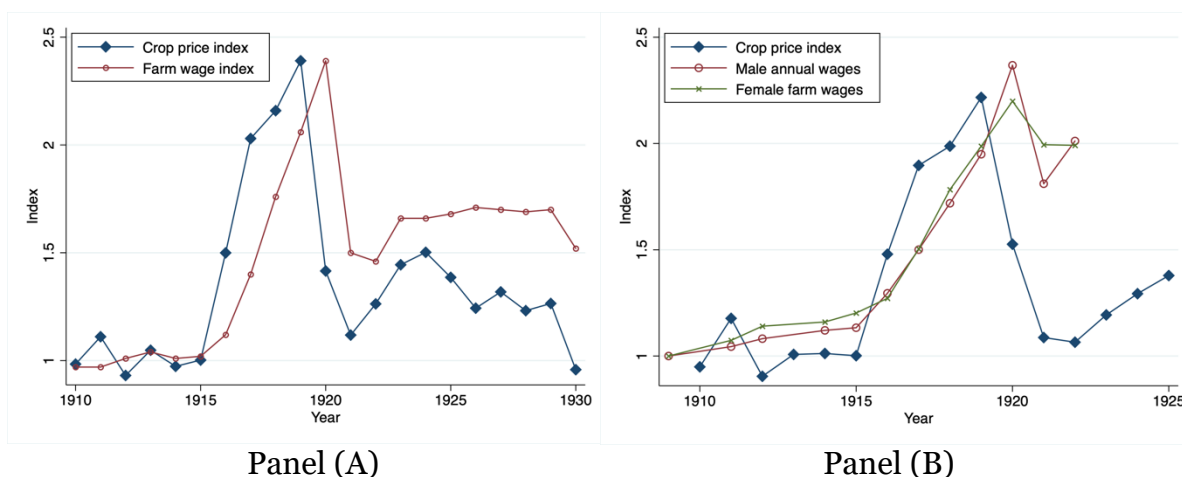 2.5
2
1.5
1
Index
Crop price index
Farm wage index
1910 1915 1920 1925 1930
Year
Panel (A)
2.5
2
1.5
1
Index
Crop price index
Male annual wages
Female farm wages
1910 1915 1920 1925
Year
Panel (B)